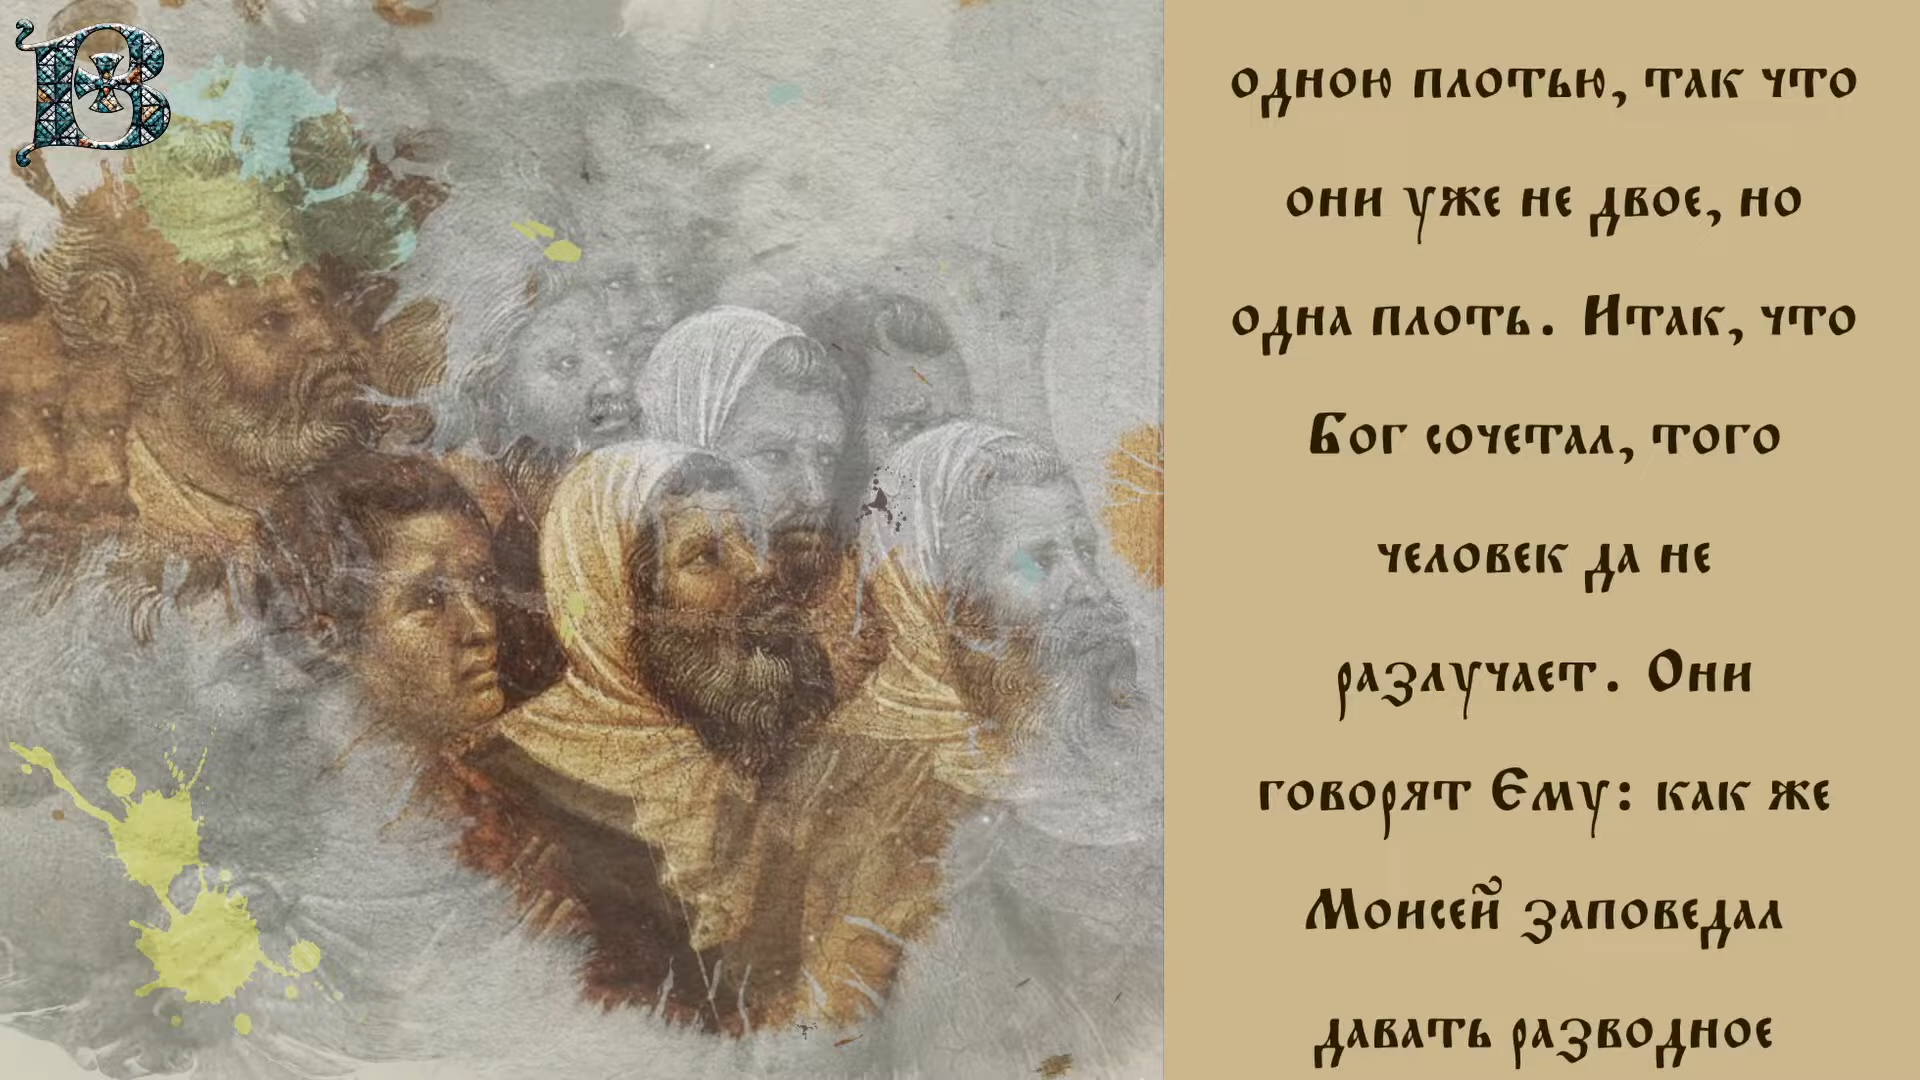 В
одною плотью, так что
они уже не двое, но
одна плоть. Итак, что
Бог сочетал, того
человек да не
разлучает. Они
говорят Ему: как же
Моисей заповедал
давать разводное